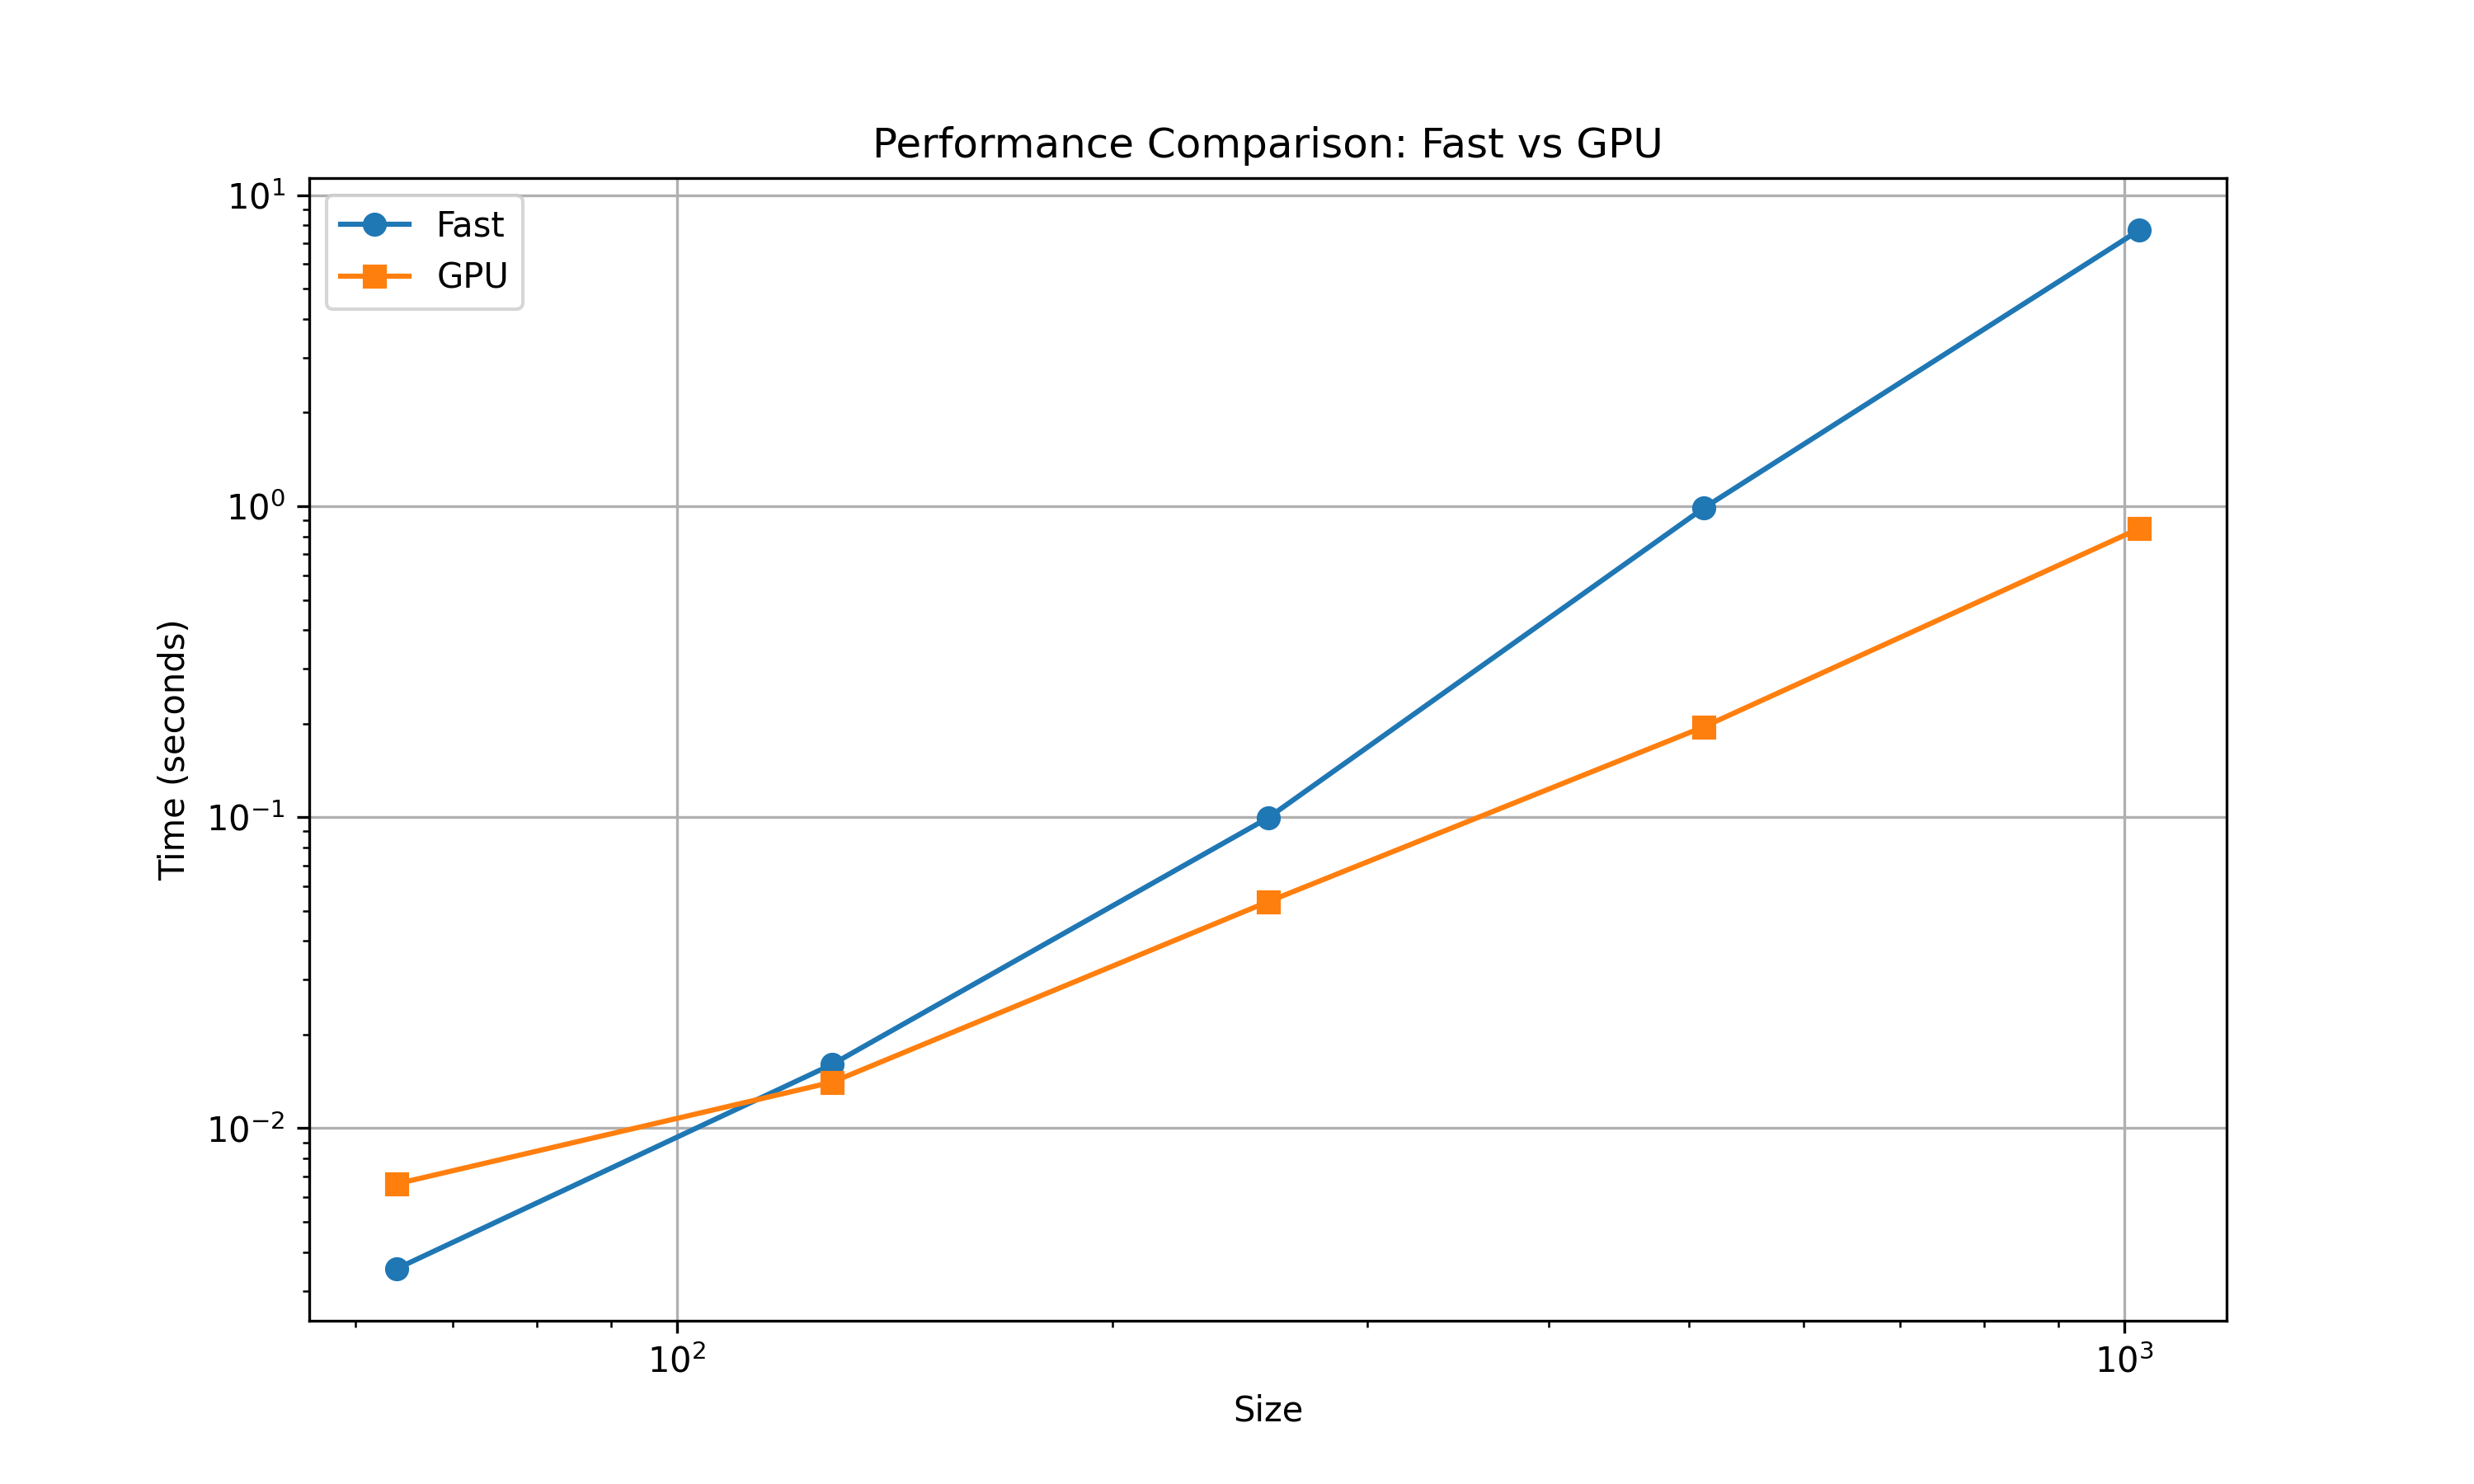 Performance Comparison: Fast vs GPU
Fast
GPU
10¹
10⁰
10⁻¹
10⁻²
Time (seconds)
10²
10³
Size